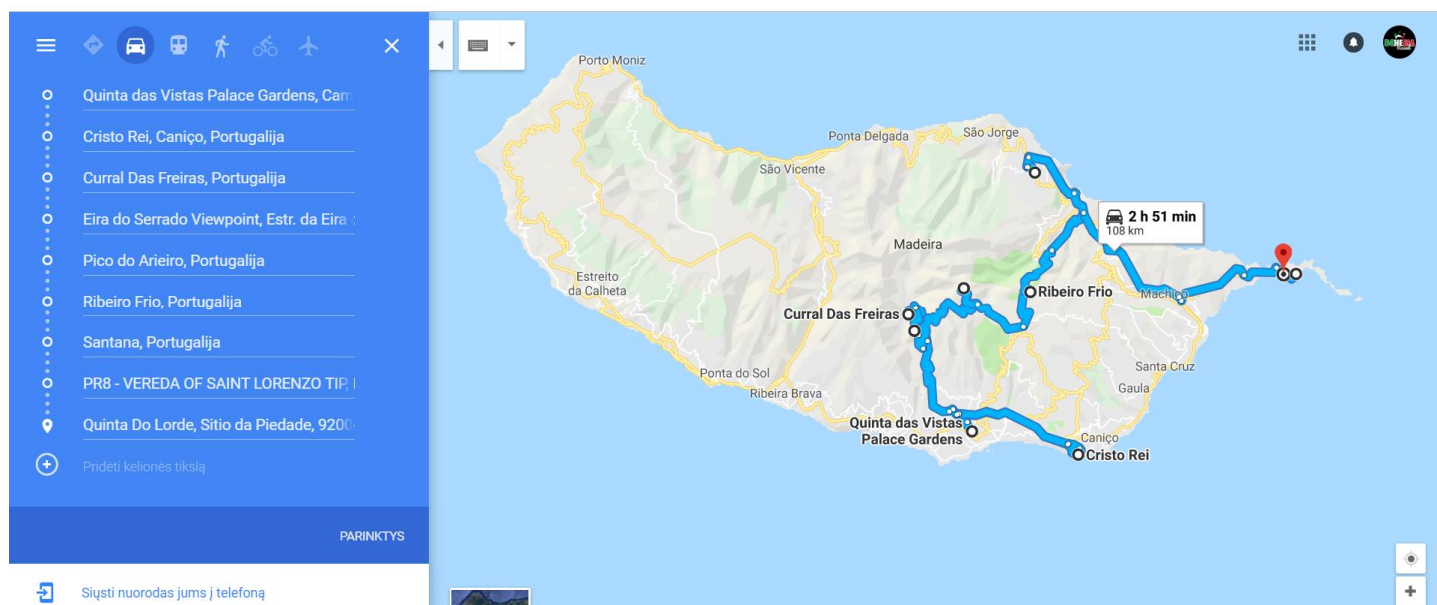 Quinta das Vistas Palace Gardens, Cam
Cristo Rei, Caniço, Portugalija
Curral Das Freiras, Portugalija
Eira do Serrado Viewpoint, Estr. da Eira
Pico do Arieiro, Portugalija
Ribeiro Frio, Portugalija
Santana, Portugalija
PR8 - VEREDA OF SAINT LORENZO TIP,
Quinta Do Lorde, Sitio da Piedade, 9200
Pridėti kelionės tikslą
PARINKTYS
Siųsti nuorodas jums į telefoną
Porto Moniz
Ponta Delgada
São Jorge
São Vicente
2 h 51 min
108 km
Madeira
Estreito
da Calheta
Ribeiro Frio
Machico
Curral Das Freiras
Santa Cruz
Ponta do Sol
Gaula
Ribeira Brava
Quinta das Vistas
Palace Gardens
Caniço
Cristo Rei